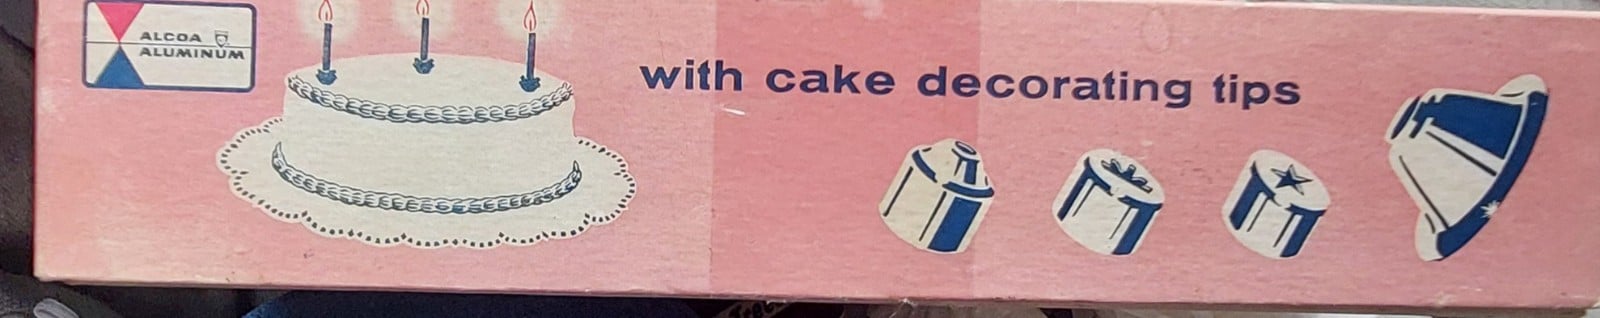 ALCOA
ALUMINUM
with cake decorating tips